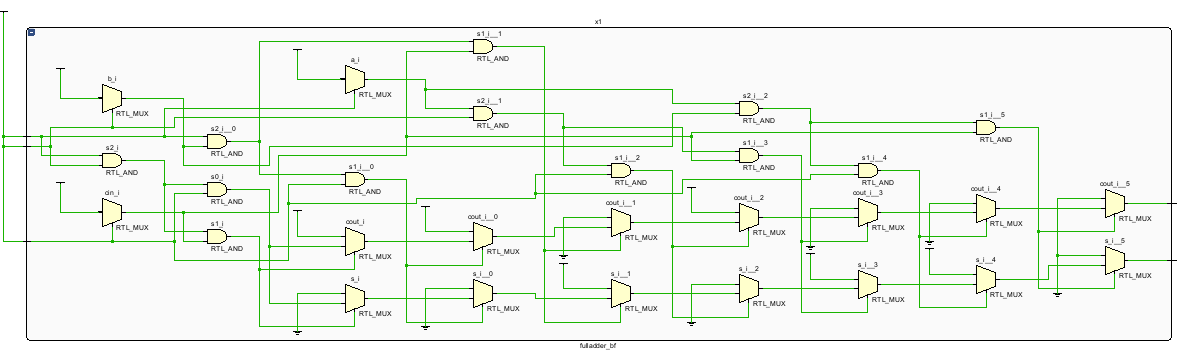 x1
s1_i__1
RTL_AND
a_i
RTL_MUX
b_i
RTL_MUX
s2_i__1
RTL_AND
s2_i__2
RTL_AND
s1_i__5
RTL_AND
s2_i__0
RTL_AND
s2_i
RTL_AND
s1_i__3
RTL_AND
s1_i__2
RTL_AND
s1_i__4
RTL_AND
s1_i__0
RTL_AND
s0_i
RTL_AND
cin_i
RTL_MUX
s1_i
RTL_AND
cout_i
RTL_MUX
cout_i__0
RTL_MUX
cout_i__1
RTL_MUX
cout_i__2
RTL_MUX
cout_i__3
RTL_MUX
cout_i__4
RTL_MUX
cout_i__5
RTL_MUX
s_i
RTL_MUX
s_i__0
RTL_MUX
s_i__1
RTL_MUX
s_i__2
RTL_MUX
s_i__3
RTL_MUX
s_i__4
RTL_MUX
s_i__5
RTL_MUX
fulladder_bf